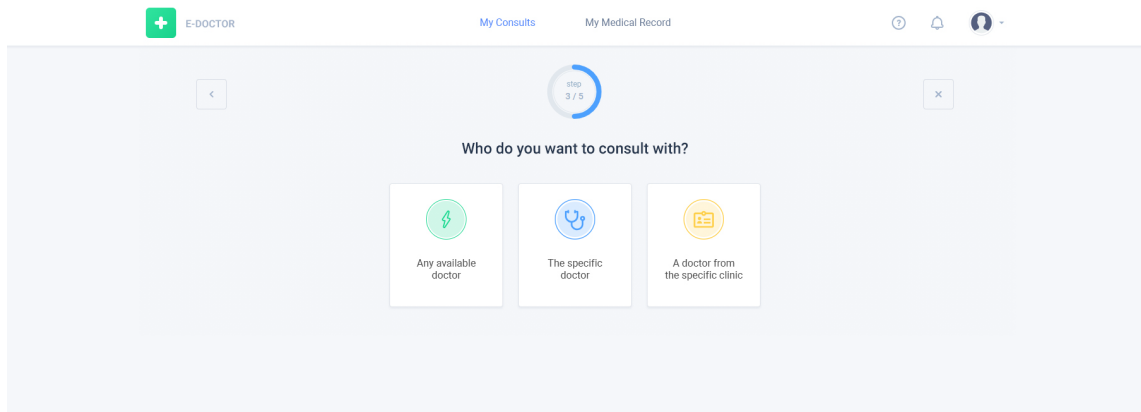 E-DOCTOR
My Consults
My Medical Record
step
3 / 5
Who do you want to consult with?
Any available
doctor
The specific
doctor
A doctor from
the specific clinic